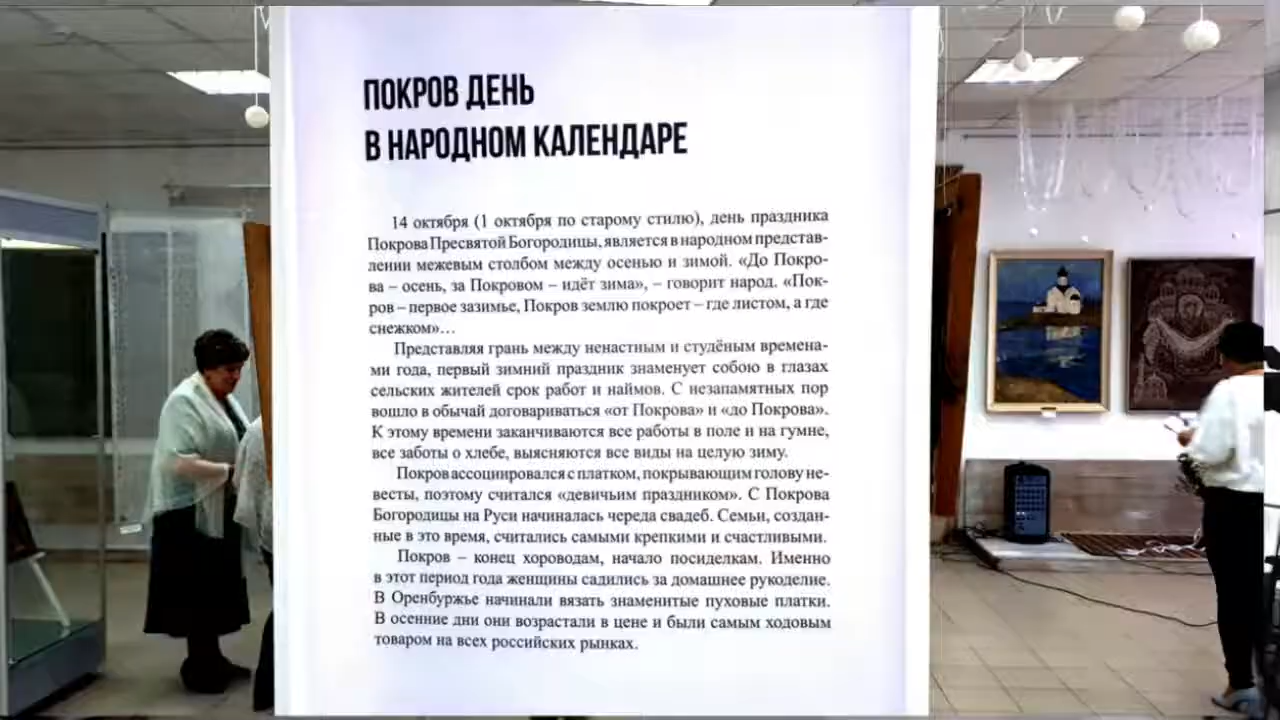 ПОКРОВ ДЕНЬ
В НАРОДНОМ КАЛЕНДАРЕ
14 октября (1 октября по старому стилю), день праздника
Покрова Пресвятой Богородицы, является в народном представ-
лении межевым столбом между осенью и зимой. «До Покро-
ва – осень, за Покровом – идёт зима», – говорит народ. «Пок-
ров – первое зазимье, Покров землю покроет – где листом, а где
снежком»…
Представляя грань между ненастным и студёным времена-
ми года, первый зимний праздник знаменует собою в глазах
сельских жителей срок работ и наймов. С незапамятных пор
вошло в обычай договариваться «от Покрова» и «до Покрова».
К этому времени заканчиваются все работы в поле и на гумне,
все заботы о хлебе, выясняются все виды на целую зиму.
Покров ассоциировался с платком, покрывающим голову не-
весты, поэтому считался «девичьим праздником». С Покрова
Богородицы на Руси начиналась череда свадеб. Семьи, создан-
ные в это время, считались самыми крепкими и счастливыми.
Покров – конец хороводам, начало посиделкам. Именно
в этот период года женщины садились за домашнее рукоделие.
В Оренбуржье начинали вязать знаменитые пуховые платки.
В осенние дни они возрастали в цене и были самым ходовым
товаром на всех российских рынках.